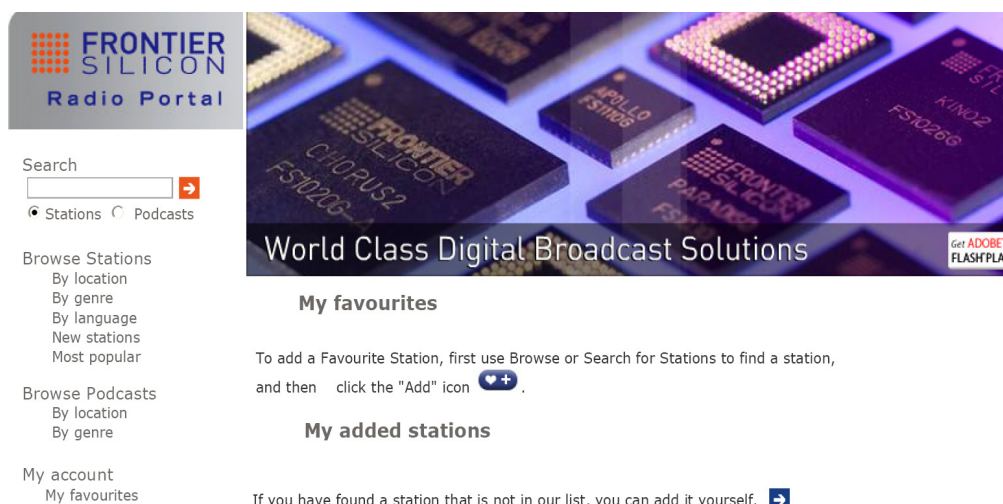 FRONTIER
SILICON
Radio Portal
FRONTIER
SILICON
CHORUS2
FS1020G-A
APOLLO
FS1110G
FRONTIER
PARADER
KINO2
FS1026G
World Class Digital Broadcast Solutions
Get ADOBE
FLASH PLA
Search
Stations Podcasts
Browse Stations
By location
By genre
By language
New stations
Most popular
Browse Podcasts
By location
By genre
My account
My favourites
My favourites
To add a Favourite Station, first use Browse or Search for Stations to find a station,
and then click the "Add" icon .
My added stations
If you have found a station that is not in our list, you can add it yourself.